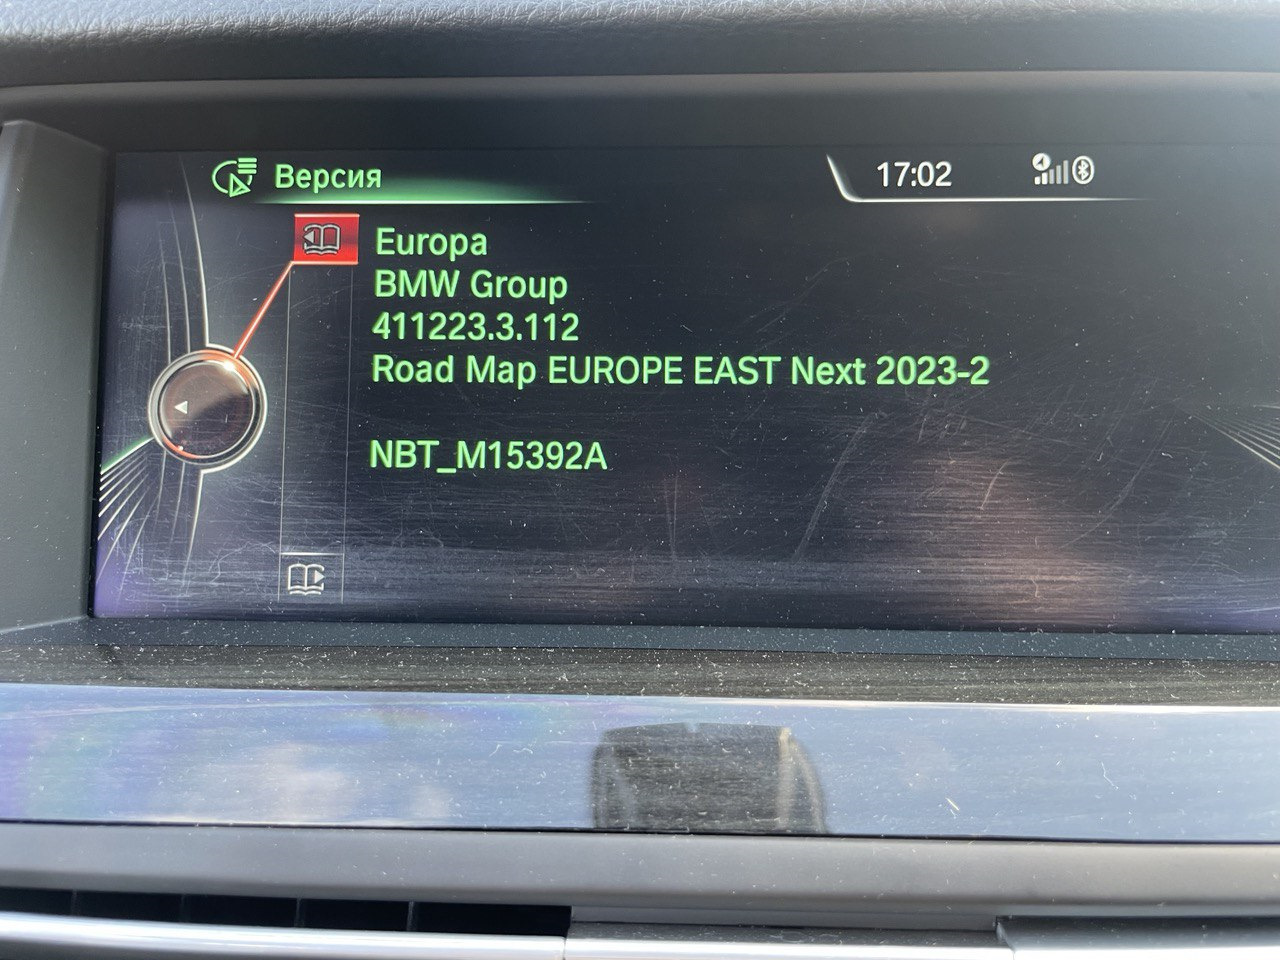 Версия
17:02
Europa
BMW Group
411223.3.112
Road Map EUROPE EAST Next 2023-2
NBT_M15392A